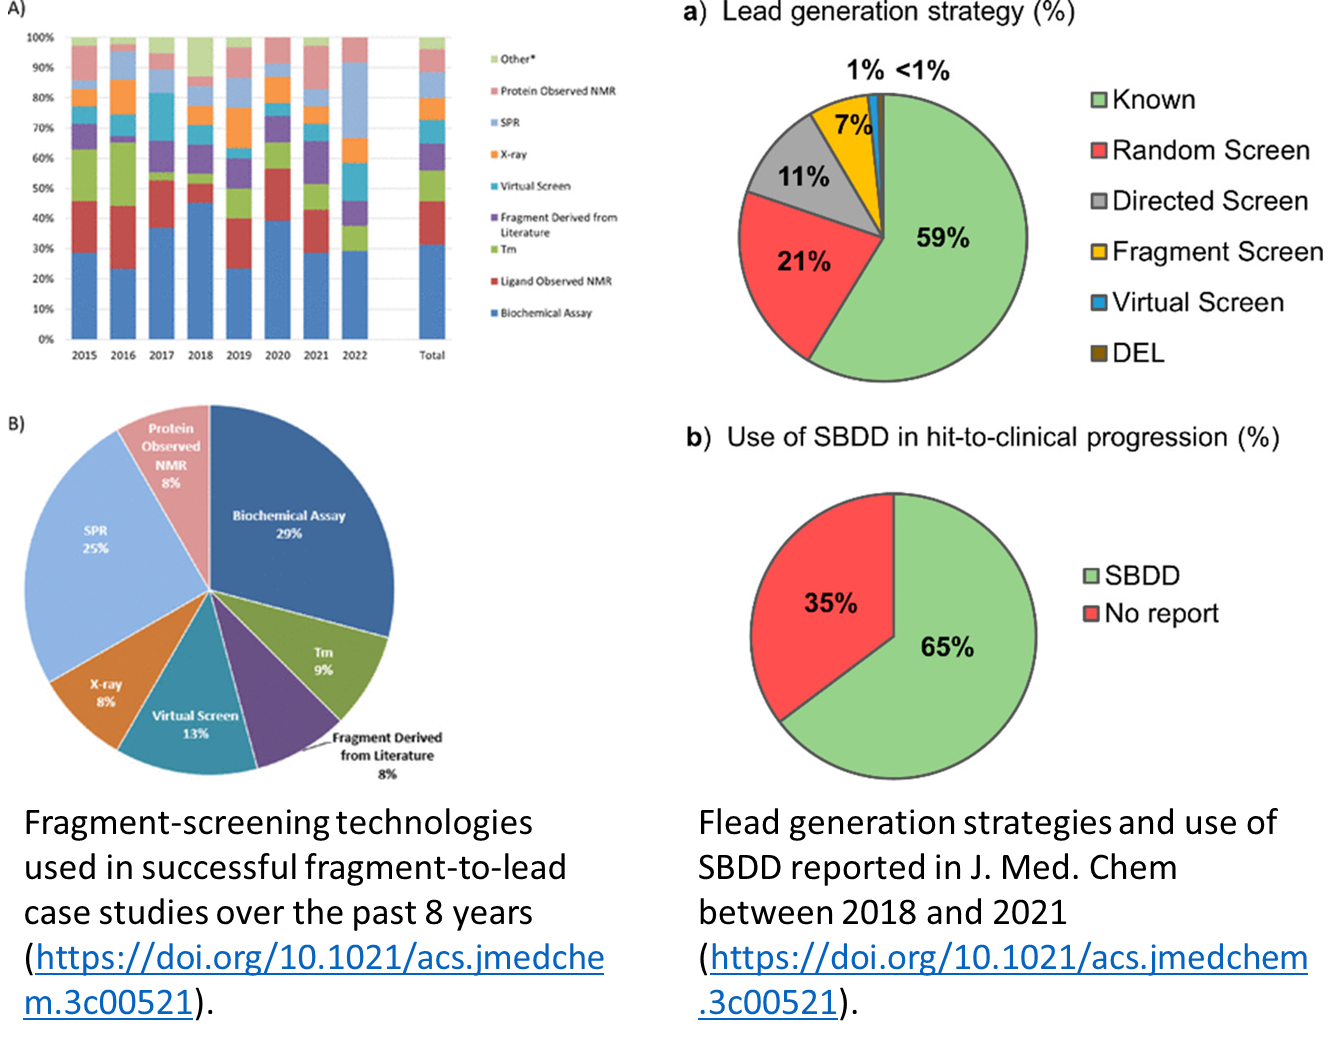 A)
100%
90%
80%
70%
60%
50%
40%
30%
20%
10%
0%
2015 2016 2017 2018 2019 2020 2021 2022 Total
Other*
Protein Observed NMR
SPR
X-ray
Virtual Screen
Fragment Derived from
Literature
Tm
Ligand Observed NMR
Biochemical Assay
B)
Protein
Observed
NMR
8%
Biochemical Assay
29%
SPR
25%
Tm
9%
X-ray
8%
Virtual Screen
13%
Fragment Derived
from Literature
8%
Fragment-screening technologies
used in successful fragment-to-lead
case studies over the past 8 years
(https://doi.org/10.1021/acs.jmedche
m.3c00521).
a) Lead generation strategy (%)
1% <1%
7%
11%
21%
59%
Known
Random Screen
Directed Screen
Fragment Screen
Virtual Screen
DEL
b) Use of SBDD in hit-to-clinical progression (%)
35%
65%
SBDD
No report
Flead generation strategies and use of
SBDD reported in J. Med. Chem
between 2018 and 2021
(https://doi.org/10.1021/acs.jmedchem
.3c00521).